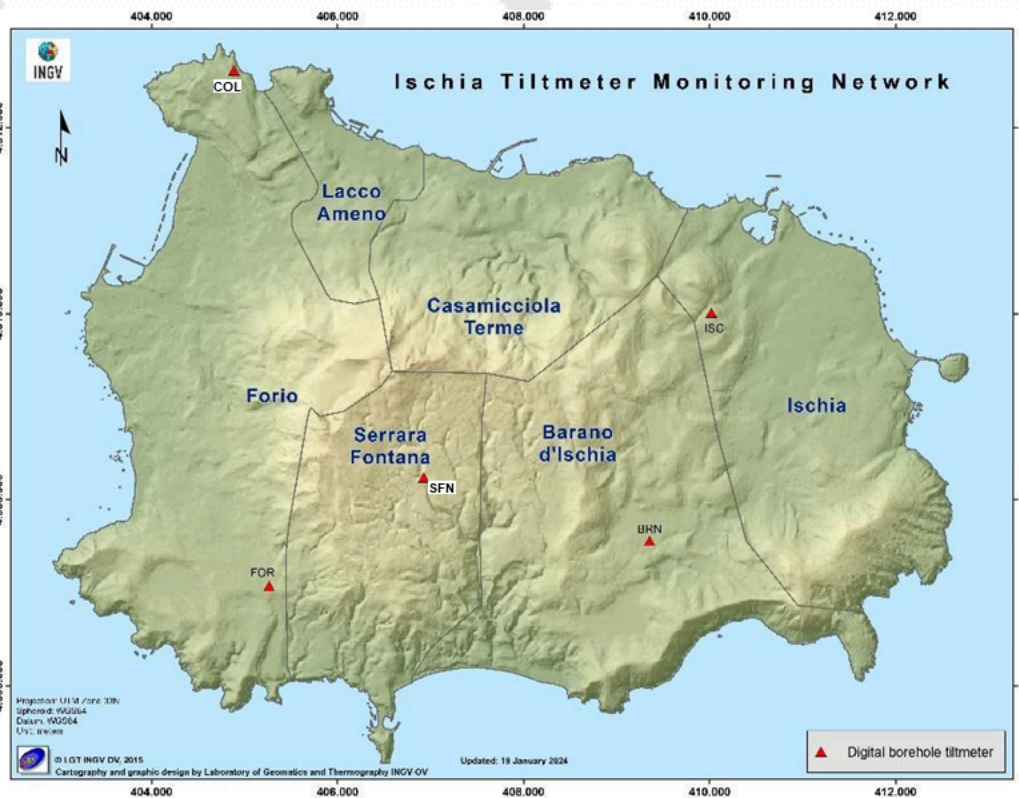 404.000 406.000 408.000 410.000 412.000
INGV
Ischia Tiltmeter Monitoring Network
COL
N
Lacco
Ameno
Casamicciola
Terme
ISC
Forio
Ischia
Serrara
Fontana
Barano
d'Ischia
SFN
BRN
FOR
Projection: UTM Zone 33N
Spheroid: WGS84
Datum: WGS84
Unit: meters
Digital borehole tiltmeter
© LGT INGV OV, 2015
Updated: 19 January 2024
Cartography and graphic design by Laboratory of Geomatics and Thermography INGV-OV
404.000 406.000 408.000 410.000 412.000